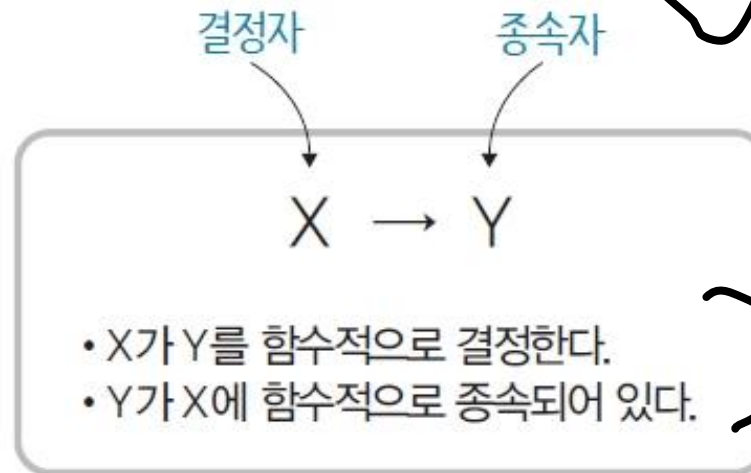 결정자 종속자
X → Y
• X가 Y를 함수적으로 결정한다.
• Y가 X에 함수적으로 종속되어 있다.